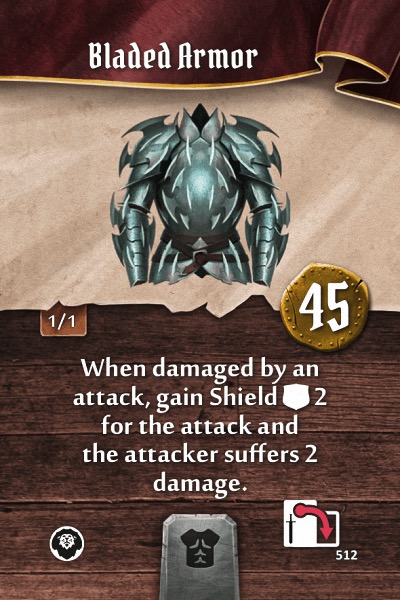 Bladed Armor
45
1/1
When damaged by an
attack, gain Shield 2
for the attack and
the attacker suffers 2
damage.
512